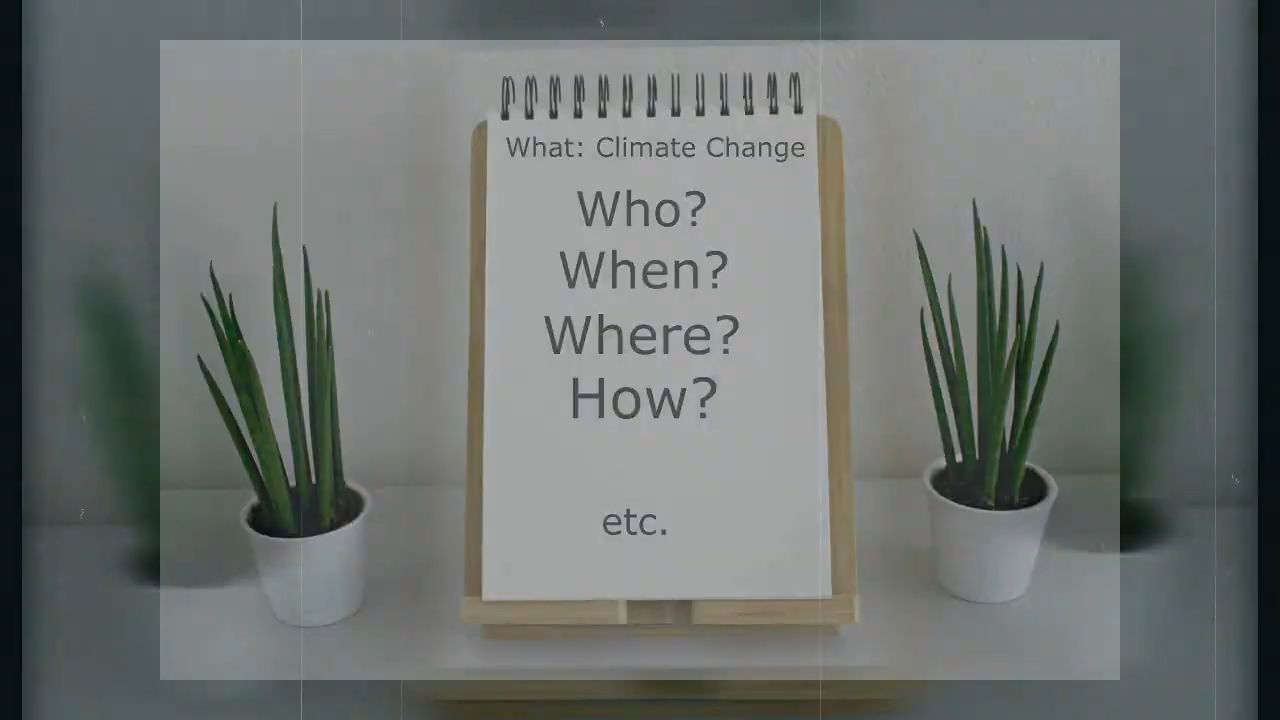 What: Climate Change
Who?
When?
Where?
How?
etc.